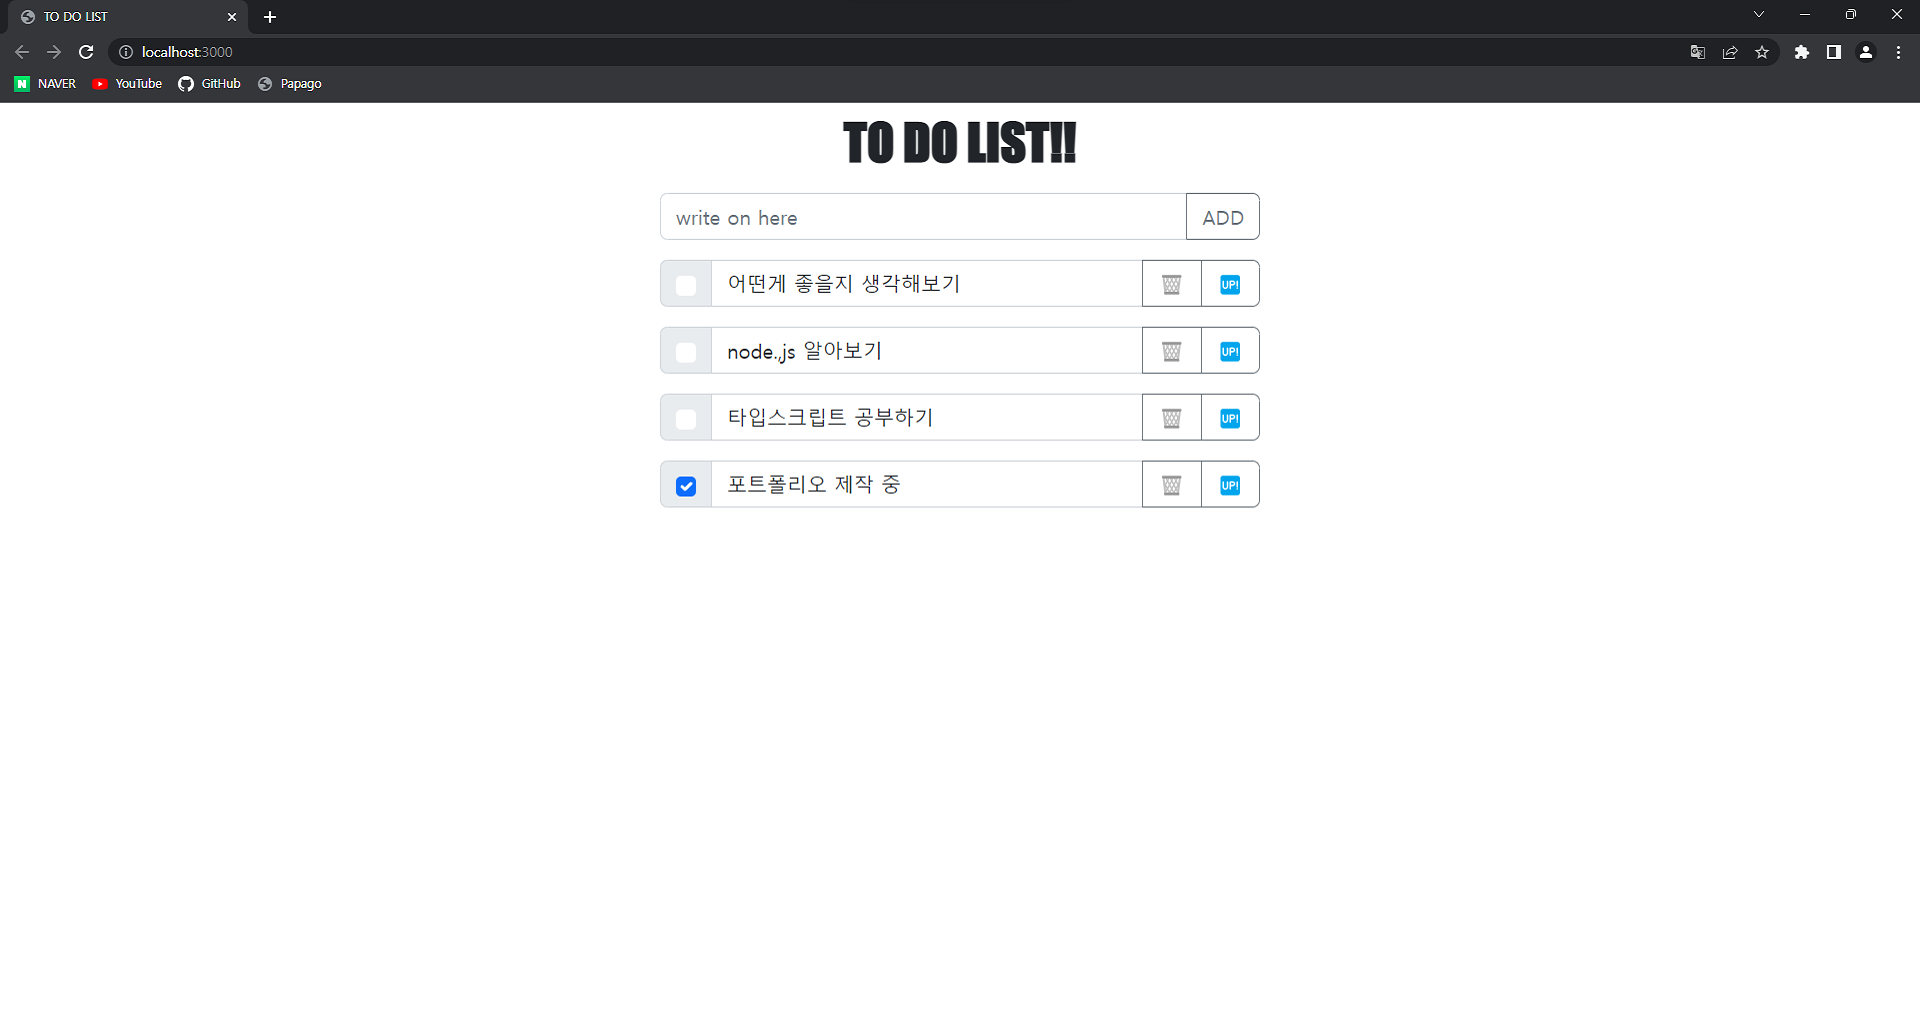 TO DO LIST
localhost:3000
NAVER YouTube GitHub Papago
TO DO LIST!!
write on here ADD
어떤게 좋을지 생각해보기 UP!
node.,js 알아보기 UP!
타입스크립트 공부하기 UP!
포트폴리오 제작 중 UP!